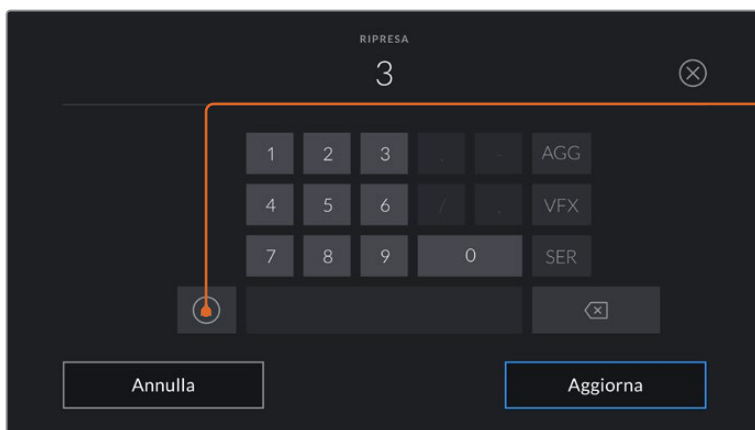 RIPRESA
3
1 2 3 . - AGG
4 5 6 / , VFX
7 8 9 0 SER
Annulla Aggiorna